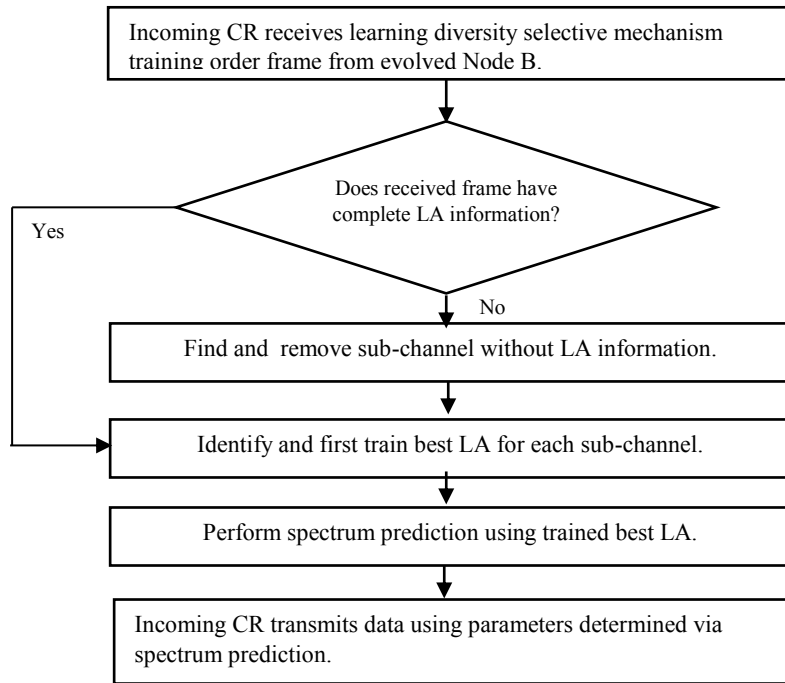 Incoming CR receives learning diversity selective mechanism
training order frame from evolved Node B.
Does received frame have
complete LA information?
Yes
No
Find and  remove sub-channel without LA information.
Identify and first train best LA for each sub-channel.
Perform spectrum prediction using trained best LA.
Incoming CR transmits data using parameters determined via
spectrum prediction.